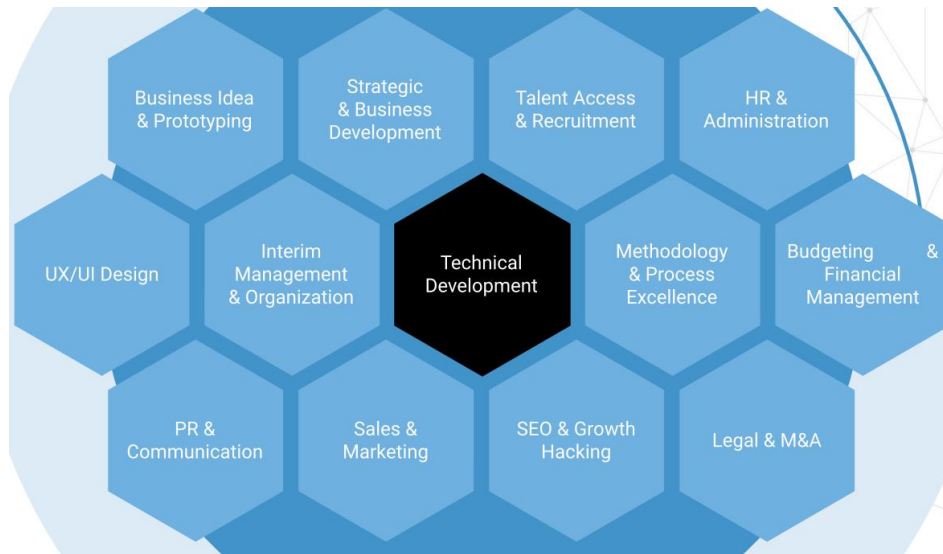 Business Idea
& Prototyping
Strategic
& Business
Development
Talent Access
& Recruitment
HR &
Administration
UX/UI Design
Interim
Management
& Organization
Technical
Development
Methodology
& Process
Excellence
Budgeting &
Financial
Management
PR &
Communication
Sales &
Marketing
SEO & Growth
Hacking
Legal & M&A